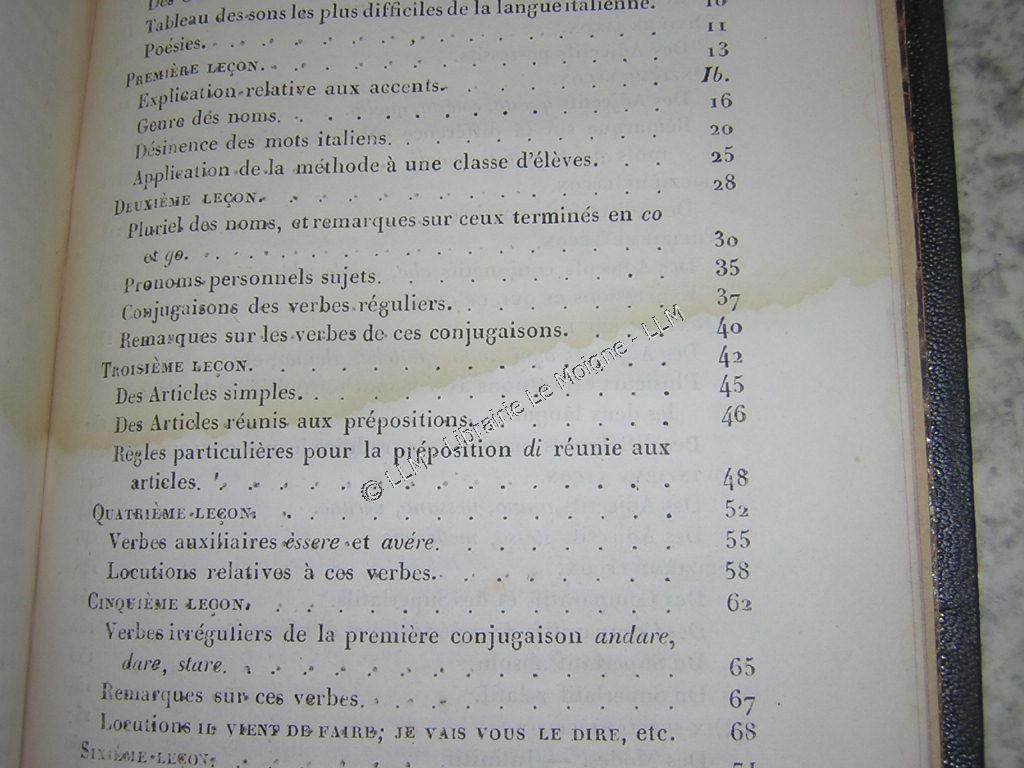 Tableau des sons les plus difficiles de la langue italienne. 10
Poésies. 11
PREMIÈRE LEÇON. 13
Explication relative aux accents. Ib.
Genre des noms. 16
Désinence des mots italiens. 20
Application de la méthode à une classe d'élèves. 25
DEUXIÈME LEÇON. 28
Pluriel des noms, et remarques sur ceux terminés en co
et go. 30
Pronoms personnels sujets. 35
Conjugaisons des verbes réguliers. 37
Remarques sur les verbes de ces conjugaisons. 40
TROISIÈME LEÇON. 42
Des Articles simples. 45
Des Articles réunis aux prépositions. 46
Règles particulières pour la préposition di réunie aux
articles. 48
QUATRIÈME LEÇON. 52
Verbes auxiliaires èssere et avére. 55
Locutions relatives à ces verbes. 58
CINQUIÈME LEÇON. 62
Verbes irréguliers de la première conjugaison andare,
dare, stare. 65
Remarques sur ces verbes. 67
Locutions IL VIENT DE FAIRE, JE VAIS VOUS LE DIRE, etc. 68
SIXIÈME LEÇON. 71
© LLM - Librairie Le Moigne - LLM